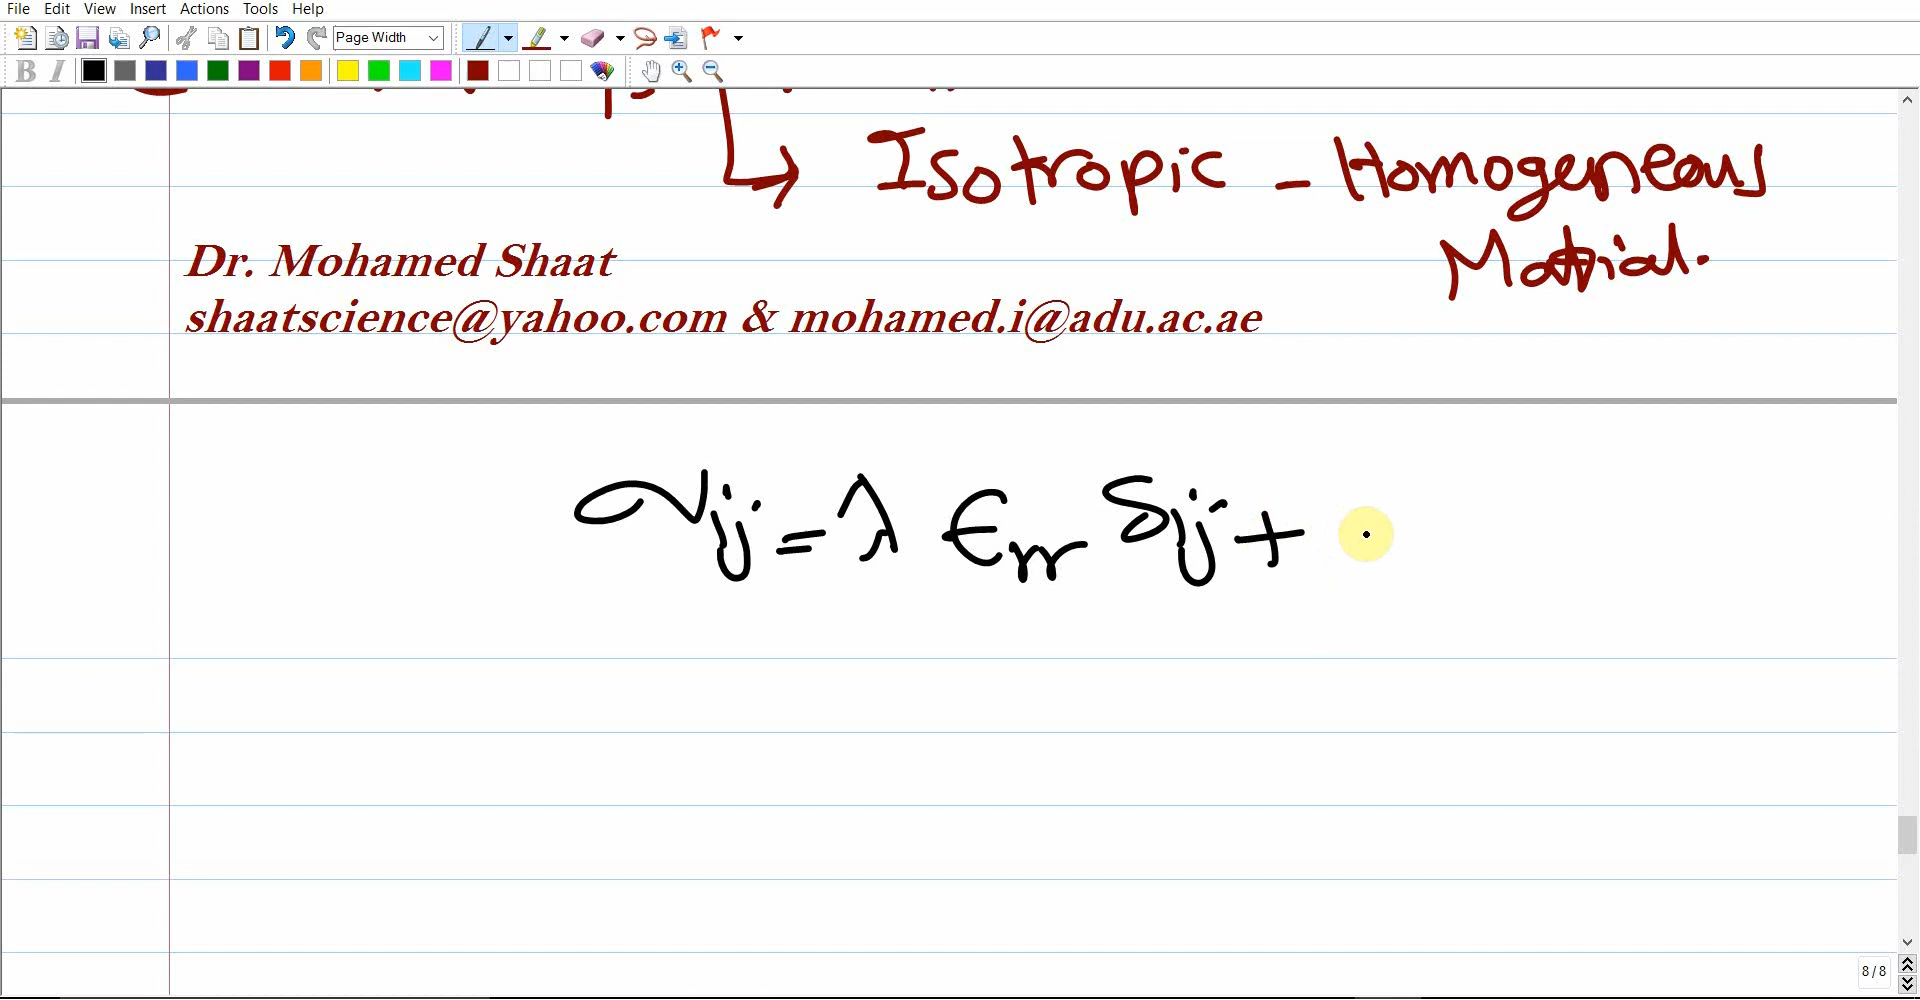 File Edit View Insert Actions Tools Help
Page Width
B I
Isotropic - Homogeneous
Material.
Dr. Mohamed Shaat
shaatscience@yahoo.com & mohamed.i@adu.ac.ae
σij = λ ϵrr δij +
8 / 8